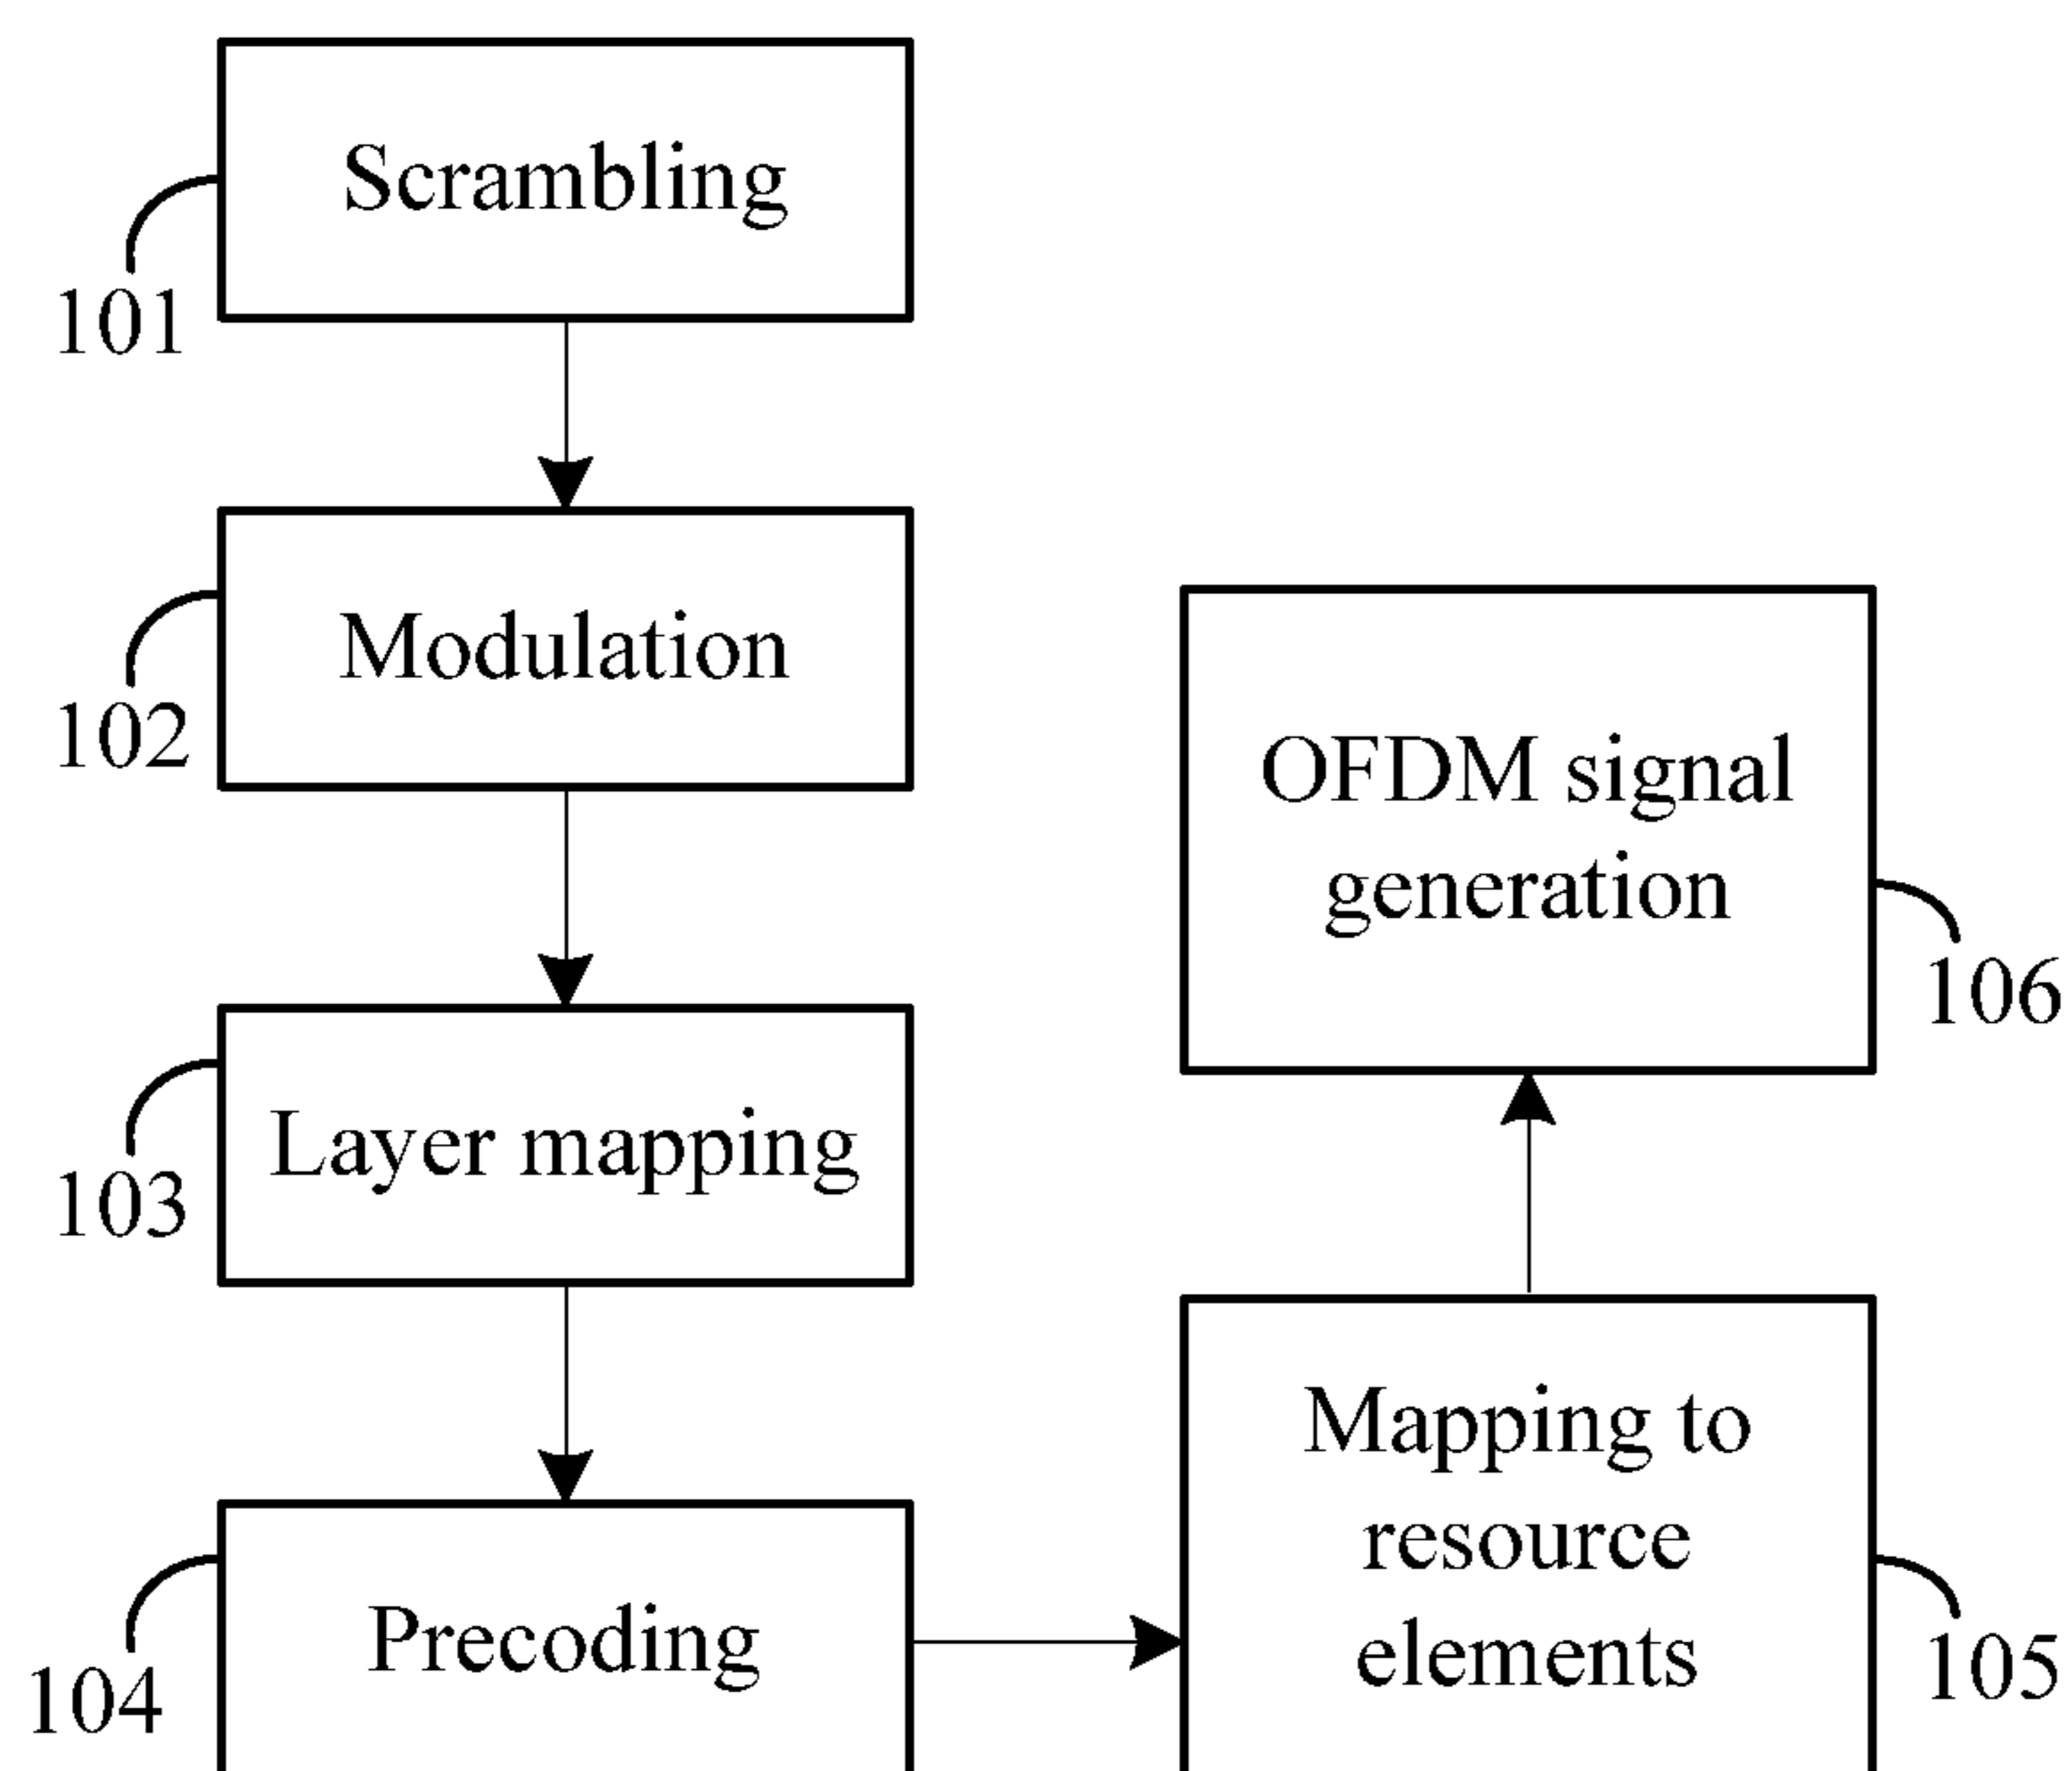 Scrambling
101
Modulation
102
Layer mapping
103
Precoding
104
Mapping to
resource
elements
105
OFDM signal
generation
106